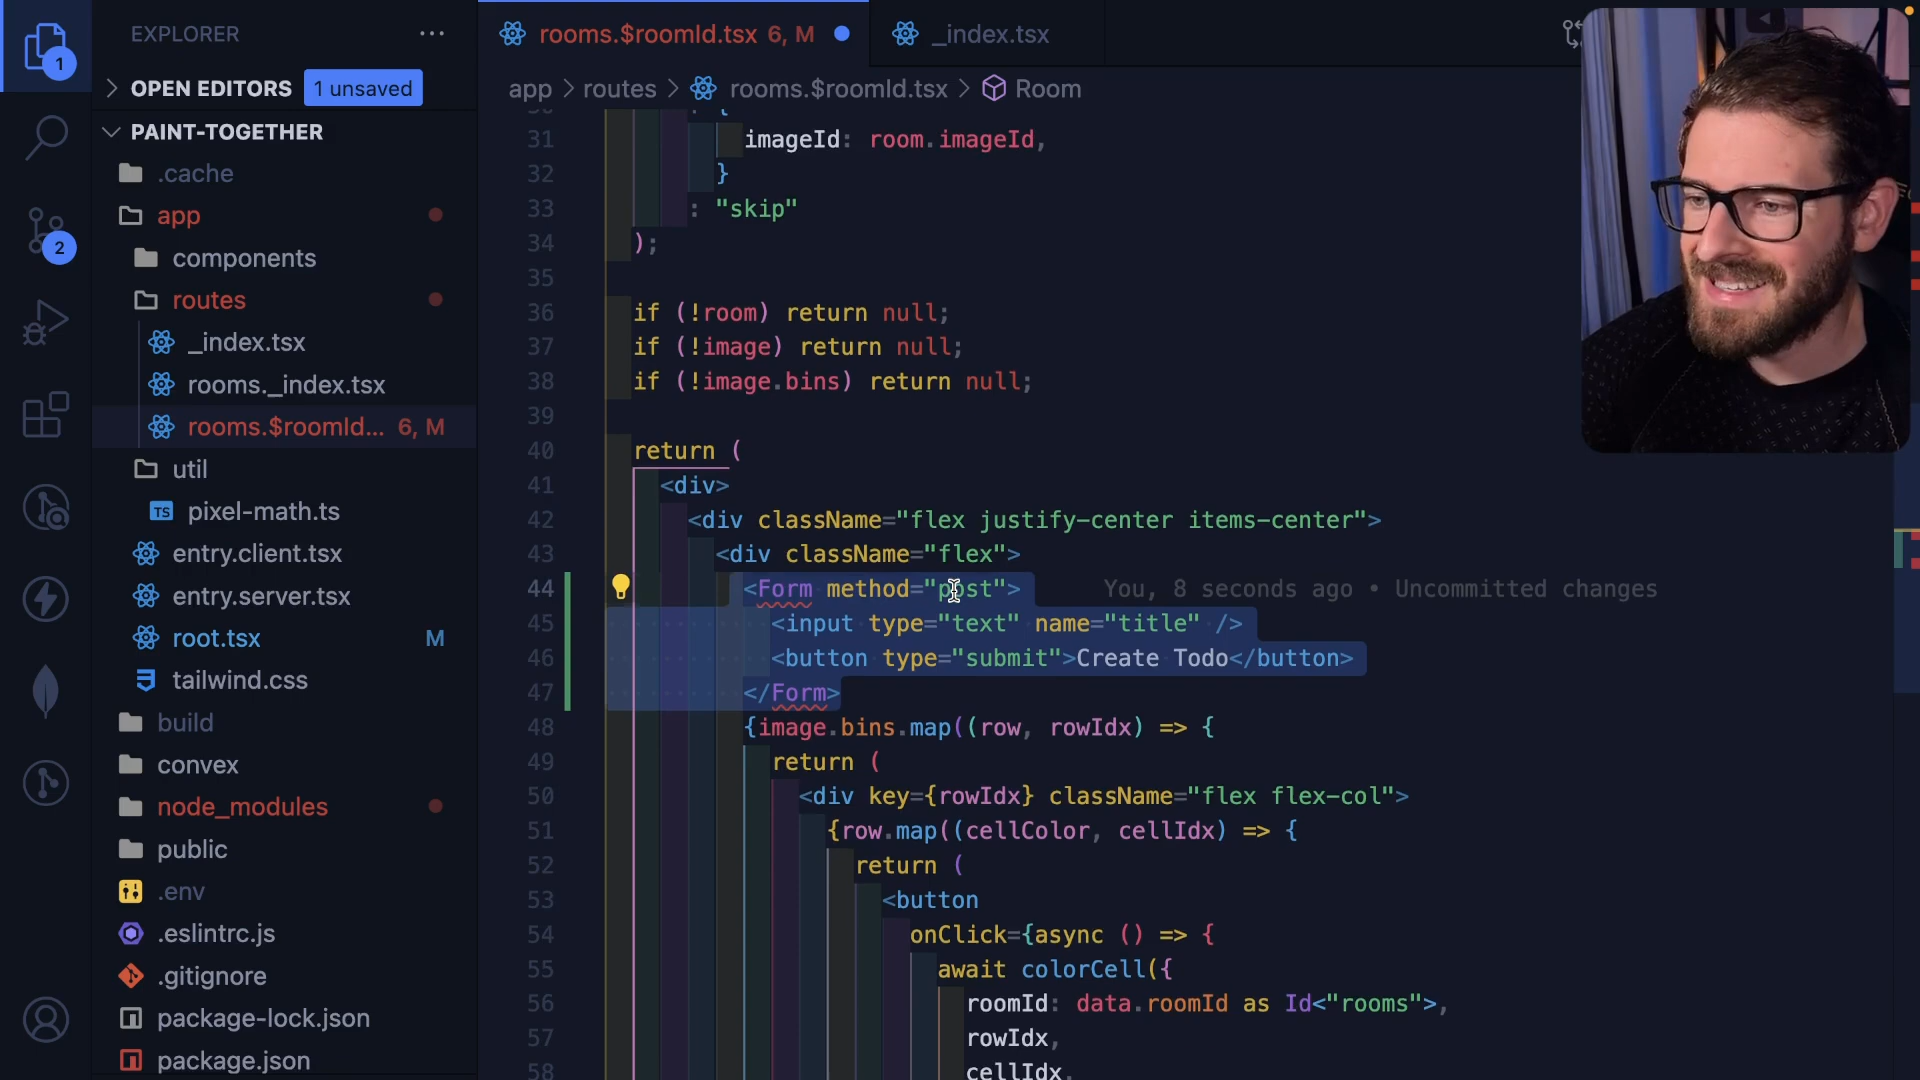 EXPLORER
OPEN EDITORS 1 unsaved
PAINT-TOGETHER
.cache
app
components
routes
_index.tsx
rooms._index.tsx
rooms.$roomId... 6, M
util
TS pixel-math.ts
entry.client.tsx
entry.server.tsx
root.tsx M
tailwind.css
build
convex
node_modules
public
.env
.eslintrc.js
.gitignore
package-lock.json
package.json
1
2
rooms.$roomId.tsx 6, M
_index.tsx
app > routes > rooms.$roomId.tsx > Room
31 imageId: room.imageId,
32 }
33 : "skip"
34 );
35
36 if (!room) return null;
37 if (!image) return null;
38 if (!image.bins) return null;
39
40 return (
41 <div>
42 <div className="flex justify-center items-center">
43 <div className="flex">
44 <Form method="post"> You, 8 seconds ago • Uncommitted changes
45 <input type="text" name="title" />
46 <button type="submit">Create Todo</button>
47 </Form>
48 {image.bins.map((row, rowIdx) => {
49 return (
50 <div key={rowIdx} className="flex flex-col">
51 {row.map((cellColor, cellIdx) => {
52 return (
53 <button
54 onClick={async () => {
55 await colorCell({
56 roomId: data.roomId as Id<"rooms">,
57 rowIdx,
58 cellIdx,